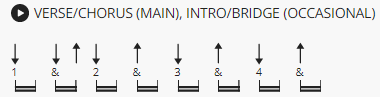 VERSE/CHORUS (MAIN), INTRO/BRIDGE (OCCASIONAL)
1 & 2 & 3 & 4 &